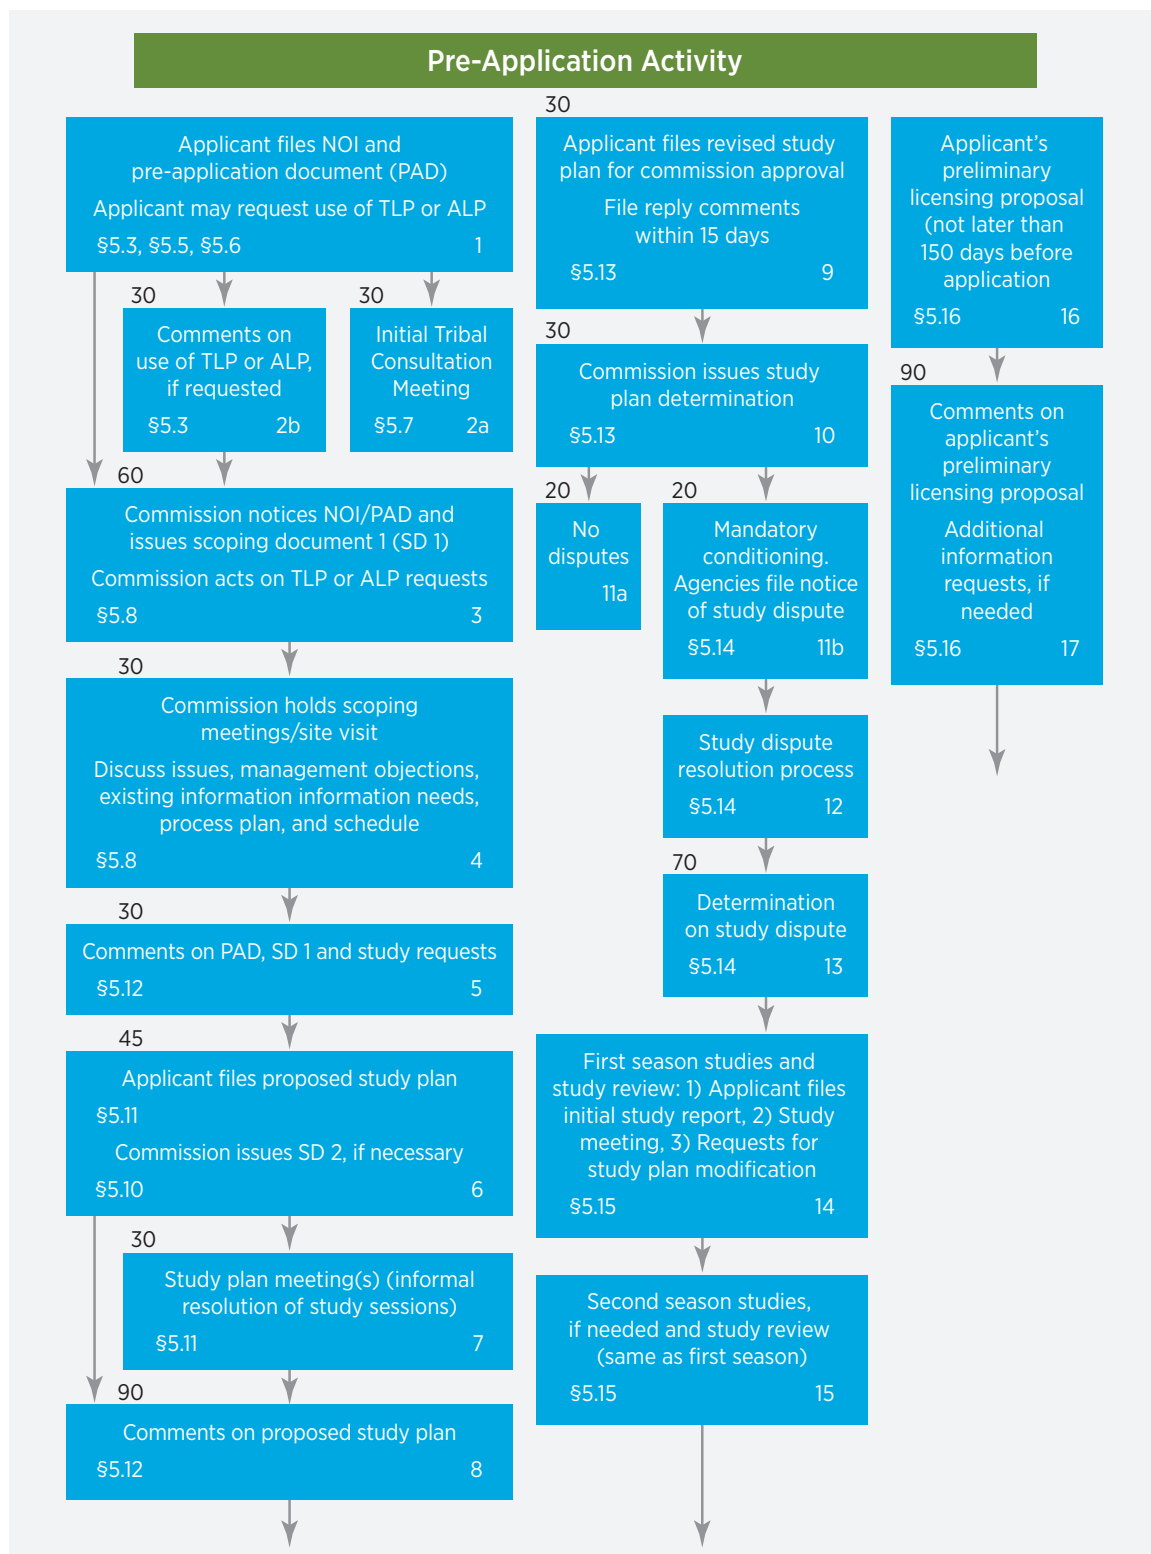 Pre-Application Activity
Applicant files NOI and
pre-application document (PAD)
Applicant may request use of TLP or ALP
§5.3, §5.5, §5.6 1
30
Comments on
use of TLP or ALP,
if requested
§5.3 2b
30
Initial Tribal
Consultation
Meeting
§5.7 2a
60
Commission notices NOI/PAD and
issues scoping document 1 (SD 1)
Commission acts on TLP or ALP requests
§5.8 3
30
Commission holds scoping
meetings/site visit
Discuss issues, management objections,
existing information information needs,
process plan, and schedule
§5.8 4
30
Comments on PAD, SD 1 and study requests
§5.12 5
45
Applicant files proposed study plan
§5.11
Commission issues SD 2, if necessary
§5.10 6
30
Study plan meeting(s) (informal
resolution of study sessions)
§5.11 7
90
Comments on proposed study plan
§5.12 8
30
Applicant files revised study
plan for commission approval
File reply comments
within 15 days
§5.13 9
30
Commission issues study
plan determination
§5.13 10
20
No
disputes
11a
20
Mandatory
conditioning.
Agencies file notice
of study dispute
§5.14 11b
Study dispute
resolution process
§5.14 12
70
Determination
on study dispute
§5.14 13
First season studies and
study review: 1) Applicant files
initial study report, 2) Study
meeting, 3) Requests for
study plan modification
§5.15 14
Second season studies,
if needed and study review
(same as first season)
§5.15 15
Applicant's
preliminary
licensing proposal
(not later than
150 days before
application
§5.16 16
90
Comments on
applicant's
preliminary
licensing proposal
Additional
information
requests, if
needed
§5.16 17